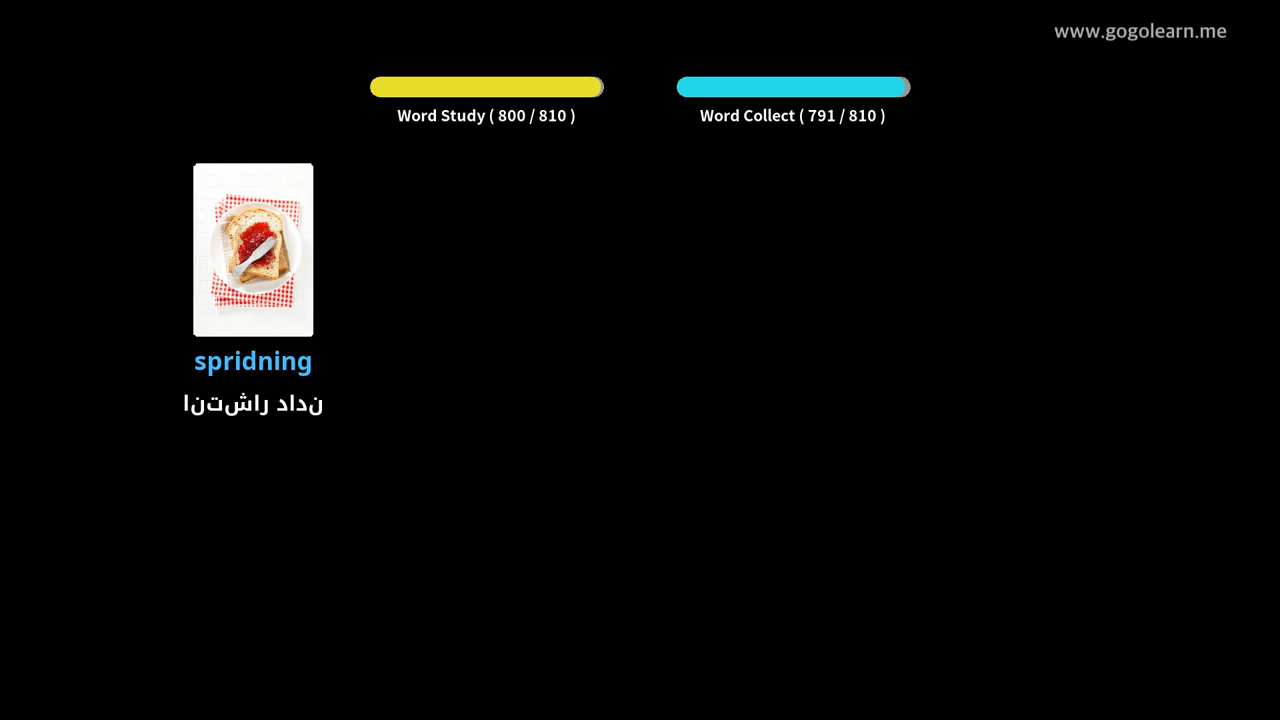 www.gogolearn.me
Word Study ( 800 / 810 )
Word Collect ( 791 / 810 )
spridning
انتشار دادن